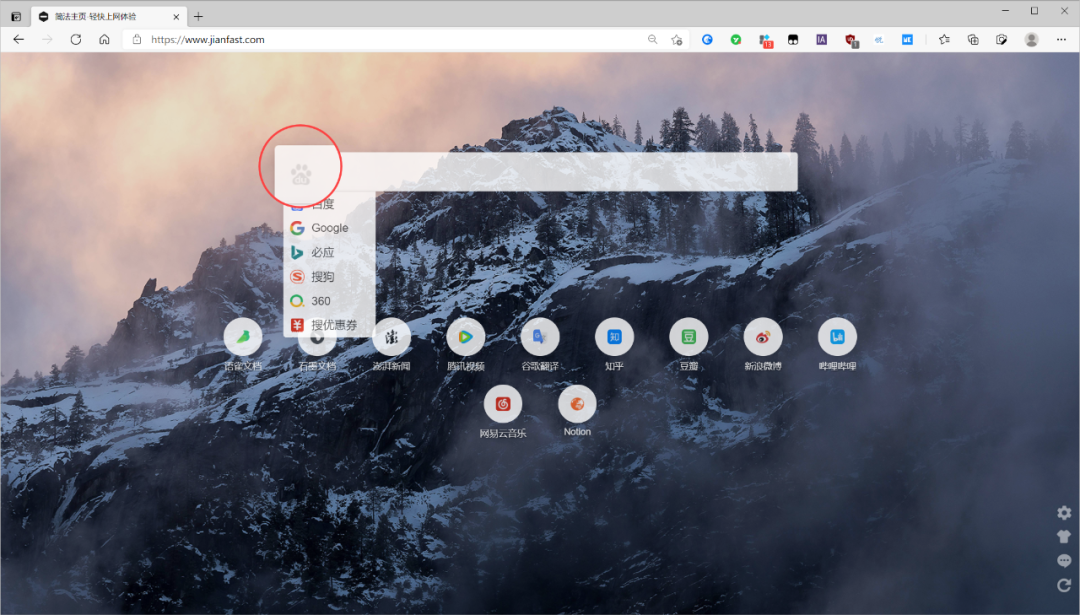 简法主页·轻快上网体验
https://www.jianfast.com
13
IA
1
百度
Google
必应
搜狗
360
搜优惠券
语雀文档
石墨文档
澎湃新闻
腾讯视频
谷歌翻译
知乎
豆瓣
新浪微博
哔哩哔哩
网易云音乐
Notion